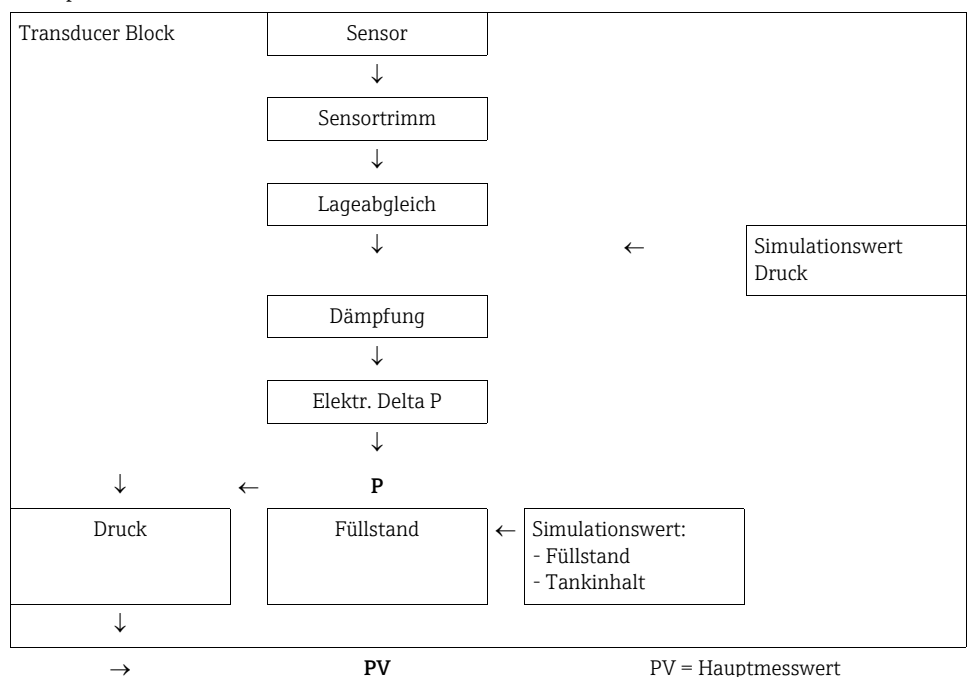 Transducer Block
Sensor
↓
Sensortrimm
↓
Lageabgleich
↓ ← Simulationswert
Druck
Dämpfung
↓
Elektr. Delta P
↓
↓ ← P
Druck
Füllstand
← Simulationswert:
- Füllstand
- Tankinhalt
↓
→ PV PV = Hauptmesswert